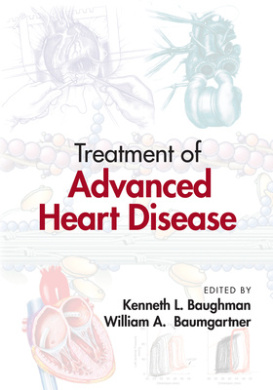 Treatment of
Advanced
Heart Disease
EDITED BY
Kenneth L. Baughman
William A. Baumgartner